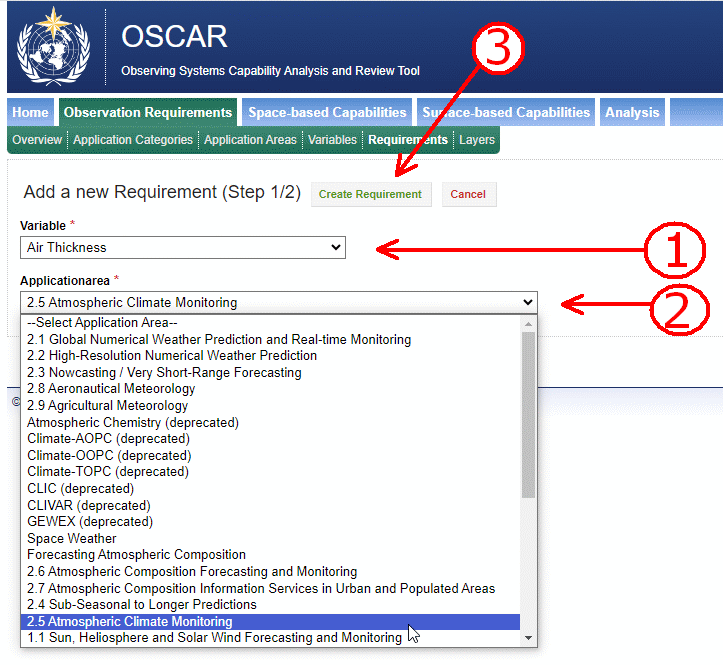 OSCAR
Observing Systems Capability Analysis and Review Tool
3
Home Observation Requirements Space-based Capabilities Surface-based Capabilities Analysis
Overview Application Categories Application Areas Variables Requirements Layers
Add a new Requirement (Step 1/2) Create Requirement Cancel
Variable *
Air Thickness
1
Applicationarea *
2.5 Atmospheric Climate Monitoring
2
--Select Application Area--
2.1 Global Numerical Weather Prediction and Real-time Monitoring
2.2 High-Resolution Numerical Weather Prediction
2.3 Nowcasting / Very Short-Range Forecasting
2.8 Aeronautical Meteorology
2.9 Agricultural Meteorology
©
Atmospheric Chemistry (deprecated)
Climate-AOPC (deprecated)
Climate-OOPC (deprecated)
Climate-TOPC (deprecated)
CLIC (deprecated)
CLIVAR (deprecated)
GEWEX (deprecated)
Space Weather
Forecasting Atmospheric Composition
2.6 Atmospheric Composition Forecasting and Monitoring
2.7 Atmospheric Composition Information Services in Urban and Populated Areas
2.4 Sub-Seasonal to Longer Predictions
2.5 Atmospheric Climate Monitoring
1.1 Sun, Heliosphere and Solar Wind Forecasting and Monitoring